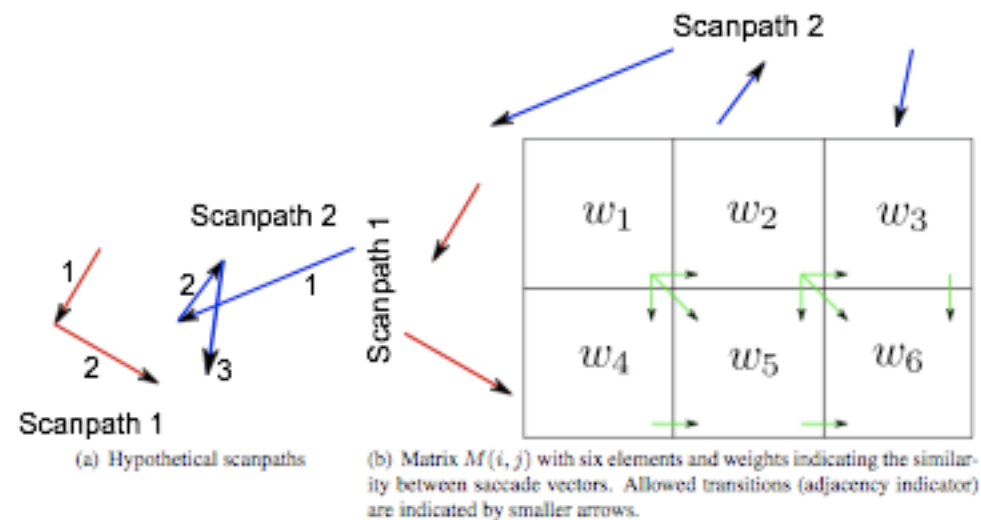 Scanpath 2
Scanpath 2
Scanpath 1
1
2
1
2
3
Scanpath 1
w1 w2 w3
w4 w5 w6
(a) Hypothetical scanpaths
(b) Matrix M(i, j) with six elements and weights indicating the similar-
ity between saccade vectors. Allowed transitions (adjacency indicator)
are indicated by smaller arrows.